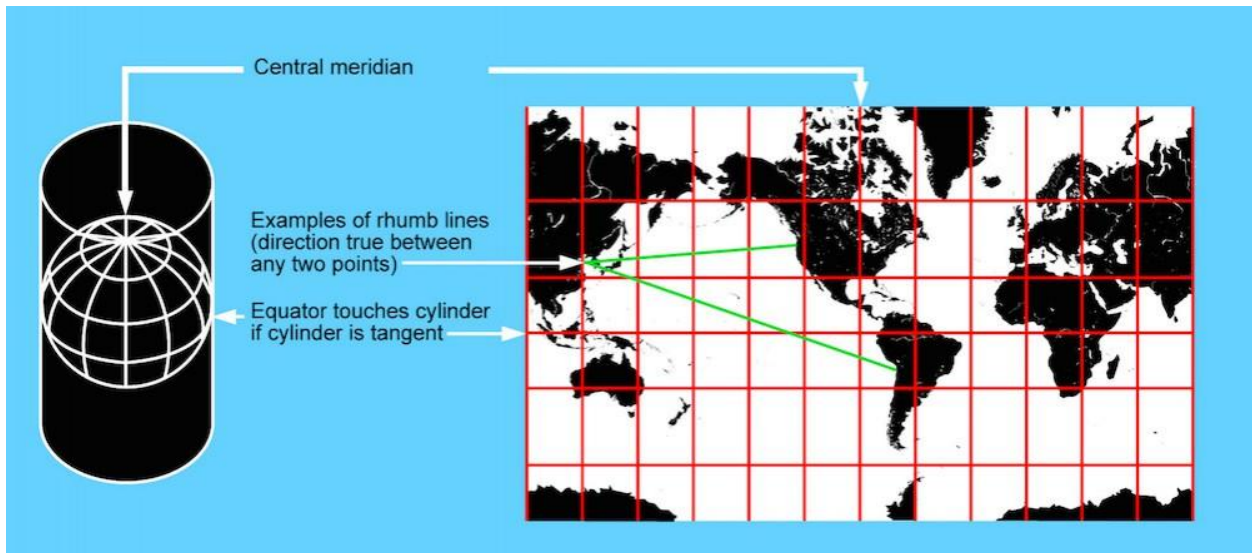 Central meridian
Examples of rhumb lines
(direction true between
any two points)
Equator touches cylinder
if cylinder is tangent